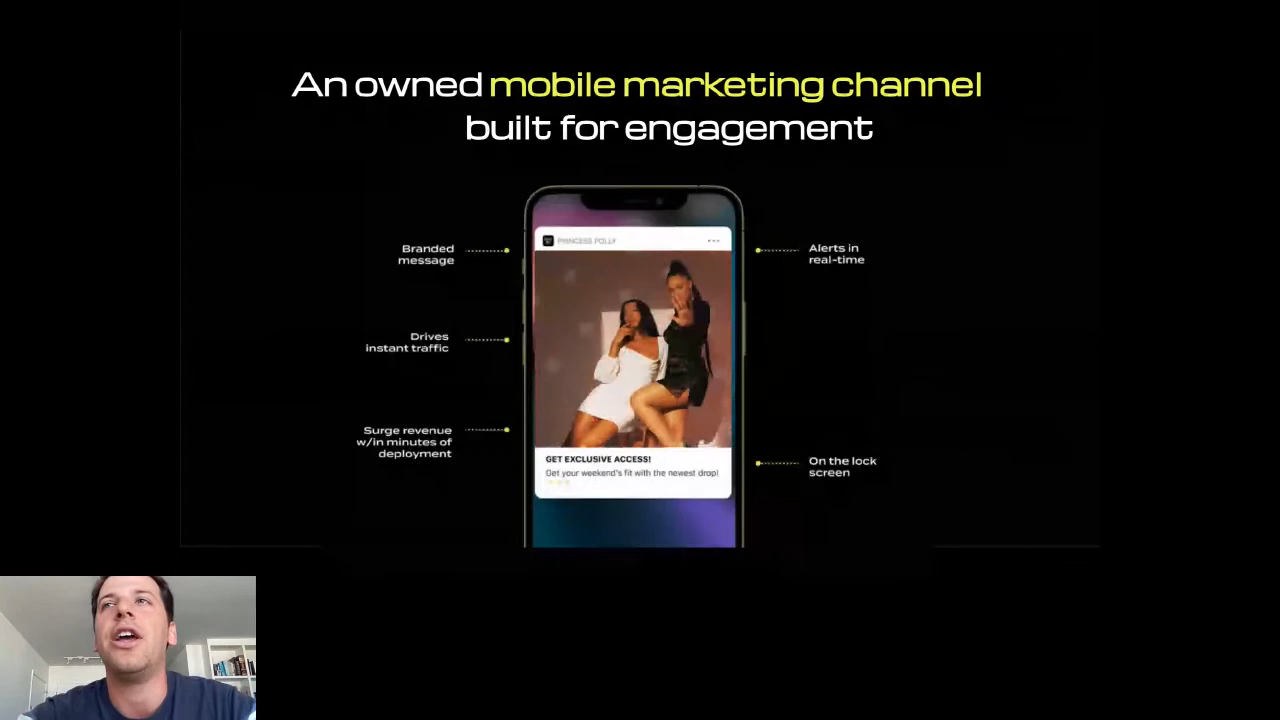 An owned mobile marketing channel
built for engagement
PRINCESS POLLY
Branded
message
Alerts in
real-time
Drives
instant traffic
Surge revenue
w/in minutes of
deployment
On the lock
screen
GET EXCLUSIVE ACCESS!
Get your weekend's fit with the newest drop!